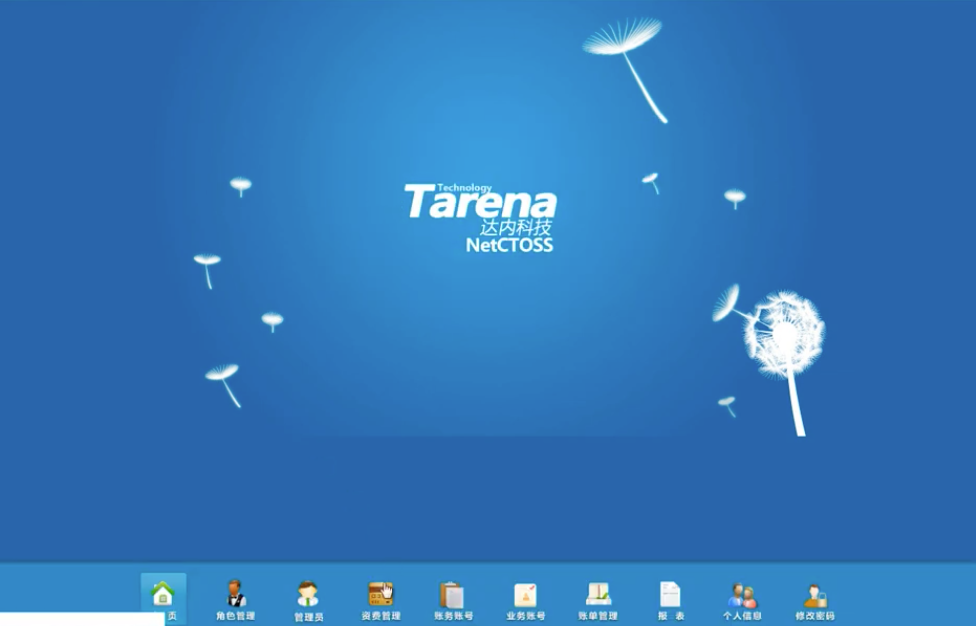 Technology
Tarena
达内科技
NetCTOSS
页 角色管理 管理员 资费管理 账务账号 业务账号 账单管理 报 表 个人信息 修改密码